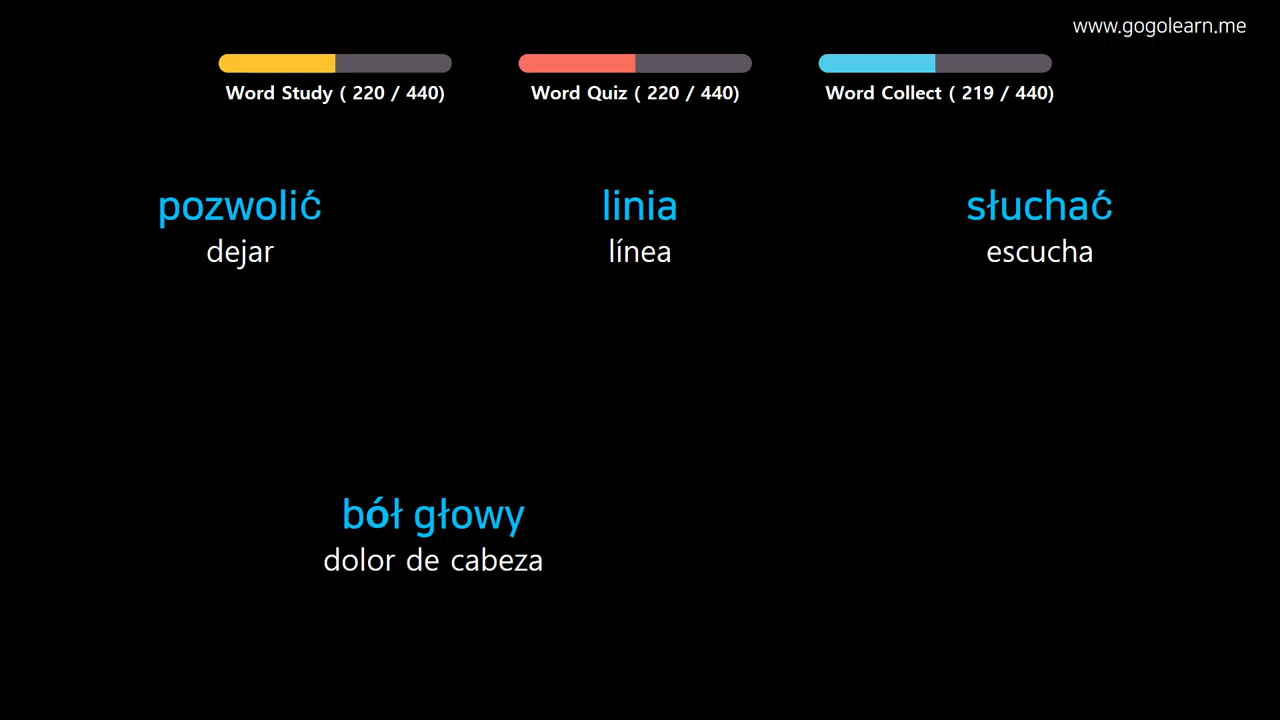 www.gogolearn.me
Word Study ( 220 / 440)
Word Quiz ( 220 / 440)
Word Collect ( 219 / 440)
pozwolić
dejar
linia
línea
słuchać
escucha
bół głowy
dolor de cabeza